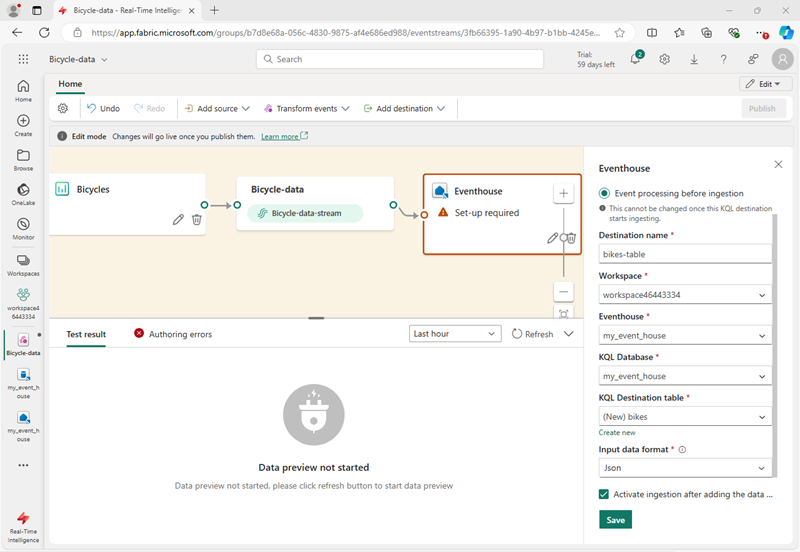 Bicycle-data - Real-Time Intelli
https://app.fabric.microsoft.com/groups/b7d8e68a-056c-4830-9875-af4e686ed988/eventstreams/3fb66395-1a90-4b97-b1bb-4245e...
Bicycle-data
Search
Trial:
59 days left
2
Home
Edit
Undo
Redo
Add source
Transform events
Add destination
Publish
Edit mode
Changes will go live once you publish them.
Learn more
Home
Create
Browse
OneLake
Monitor
Workspaces
workspace4
6443334
Bicycle-data
my_event_ho
use
my_event_ho
use
Real-Time
Intelligence
Bicycles
Bicycle-data
Bicycle-data-stream
Eventhouse
Set-up required
Test result
Authoring errors
Last hour
Refresh
Data preview not started
Data preview not started, please click refresh button to start data preview
Eventhouse
Event processing before ingestion
This cannot be changed once this KQL destination
starts ingesting.
Destination name *
bikes-table
Workspace *
workspace46443334
Eventhouse *
my_event_house
KQL Database *
my_event_house
KQL Destination table *
(New) bikes
Create new
Input data format *
Json
Activate ingestion after adding the data ...
Save